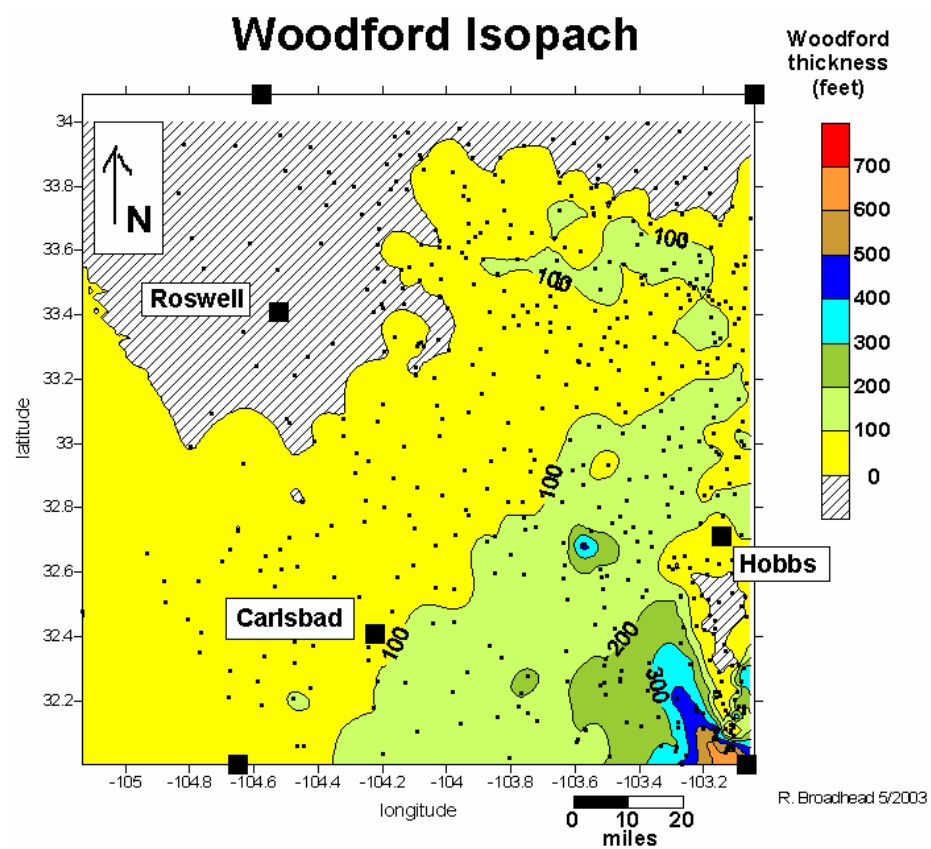 Woodford Isopach
Woodford
thickness
(feet)
700
600
500
400
300
200
100
0
N
34
33.8
33.6
33.4
33.2
33
32.8
32.6
32.4
32.2
latitude
Roswell
Carlsbad
Hobbs
100
100
100
100
200
300
-105
-104.8
-104.6
-104.4
-104.2
-104
-103.8
-103.6
-103.4
-103.2
longitude
0 10 20
miles
R. Broadhead 5/2003